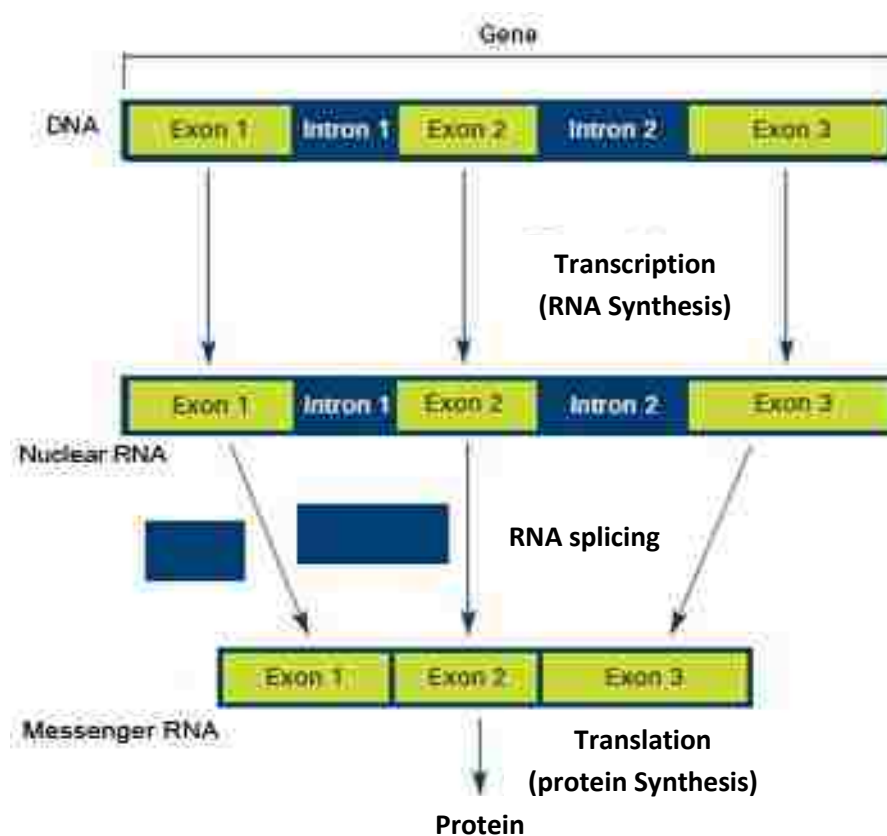 Gene
DNA
Exon 1 Intron 1 Exon 2 Intron 2 Exon 3
Transcription
(RNA Synthesis)
Exon 1 Intron 1 Exon 2 Intron 2 Exon 3
Nuclear RNA
RNA splicing
Exon 1 Exon 2 Exon 3
Messenger RNA
Translation
(protein Synthesis)
Protein